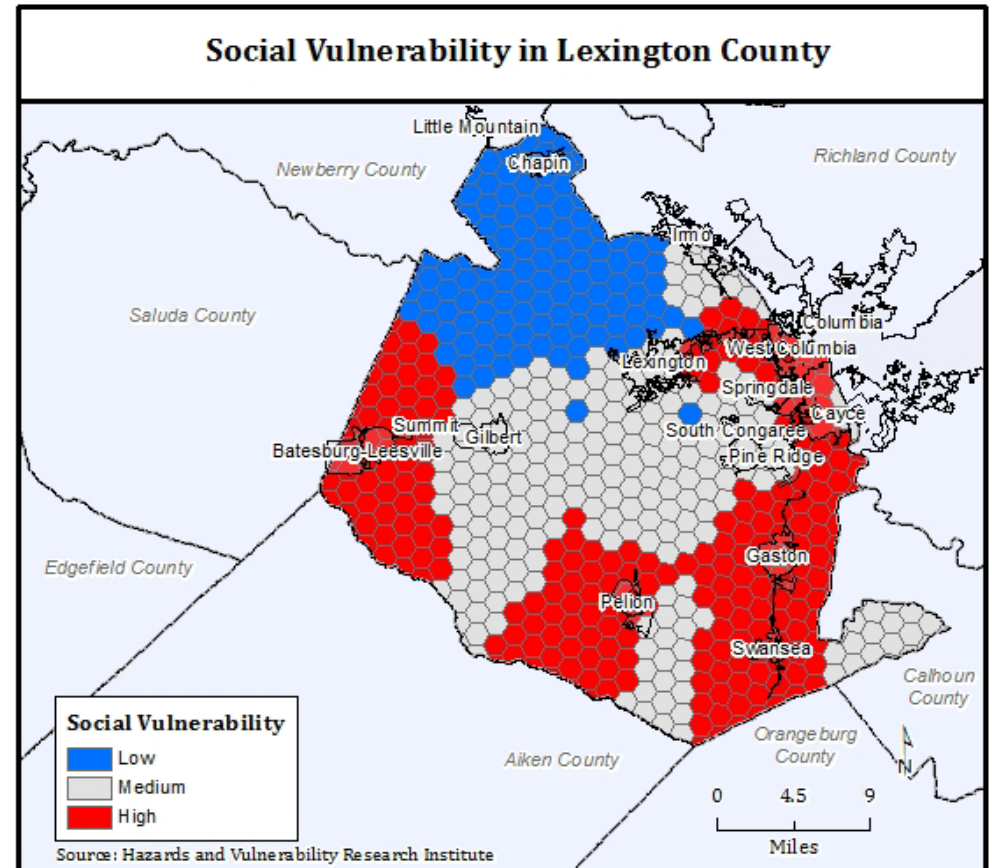 Social Vulnerability in Lexington County
Little Mountain
Chapin
Newberry County
Richland County
Irmo
Saluda County
Columbia
West Columbia
Lexington
Springdale
Cayce
Summit
South Congaree
Gilbert
Batesburg-Leesville
Pine Ridge
Gaston
Edgefield County
Pelion
Swansea
Calhoun
County
Social Vulnerability
Low
Medium
High
Aiken County
Orangeburg
County
N
0 4.5 9
Miles
Source: Hazards and Vulnerability Research Institute